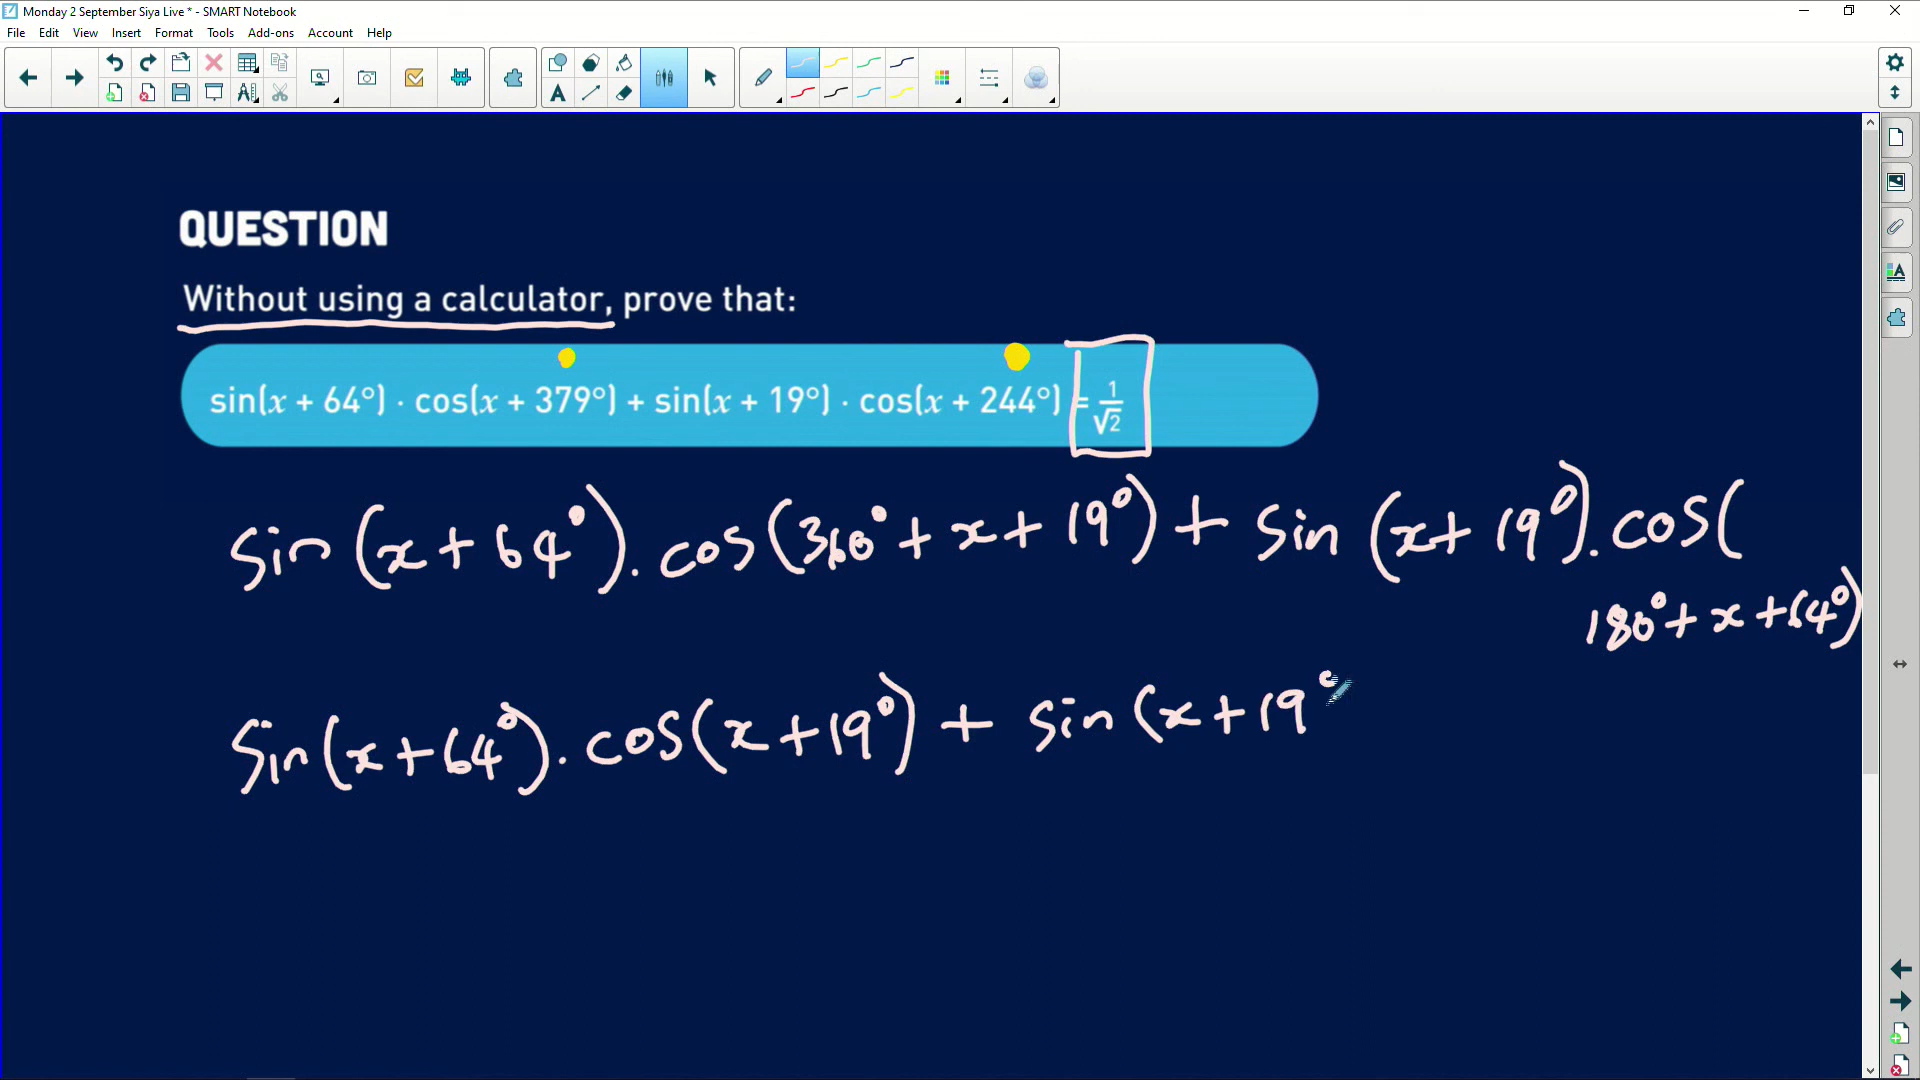 Monday 2 September Siya Live * - SMART Notebook
File Edit View Insert Format Tools Add-ons Account Help
QUESTION
Without using a calculator, prove that:
sin(x + 64°) · cos(x + 379°) + sin(x + 19°) · cos(x + 244°) = 1/√2
sin (x + 64°). cos (360° + x + 19°) + sin (x + 19°). cos (
180° + x + 64°)
sin (x + 64°). cos (x + 19°) + sin (x + 19°